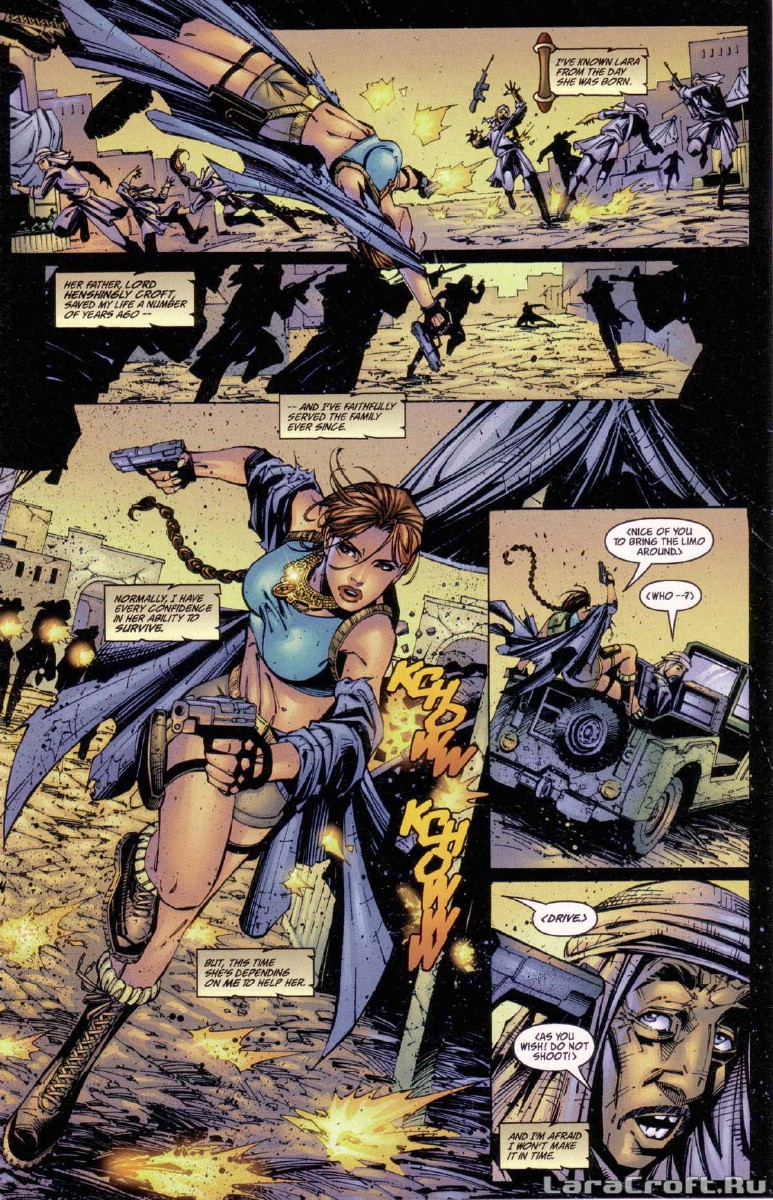 I'VE KNOWN LARA
FROM THE DAY
SHE WAS BORN.
HER FATHER, LORD
HENSHINGLY CROFT,
SAVED MY LIFE A NUMBER
OF YEARS AGO --
-- AND I'VE FAITHFULLY
SERVED THE FAMILY
EVER SINCE.
NORMALLY, I HAVE
EVERY CONFIDENCE
IN HER ABILITY TO
SURVIVE.
KCHOWW
KCHOWW
BUT, THIS TIME
SHE'S DEPENDING
ON ME TO HELP HER.
<NICE OF YOU
TO BRING THE LIMO
AROUND.>
<WHO --?>
<DRIVE.>
<AS YOU
WISH! DO NOT
SHOOT!>
AND I'M AFRAID
I WON'T MAKE
IT IN TIME.
LaraCroft.Ru